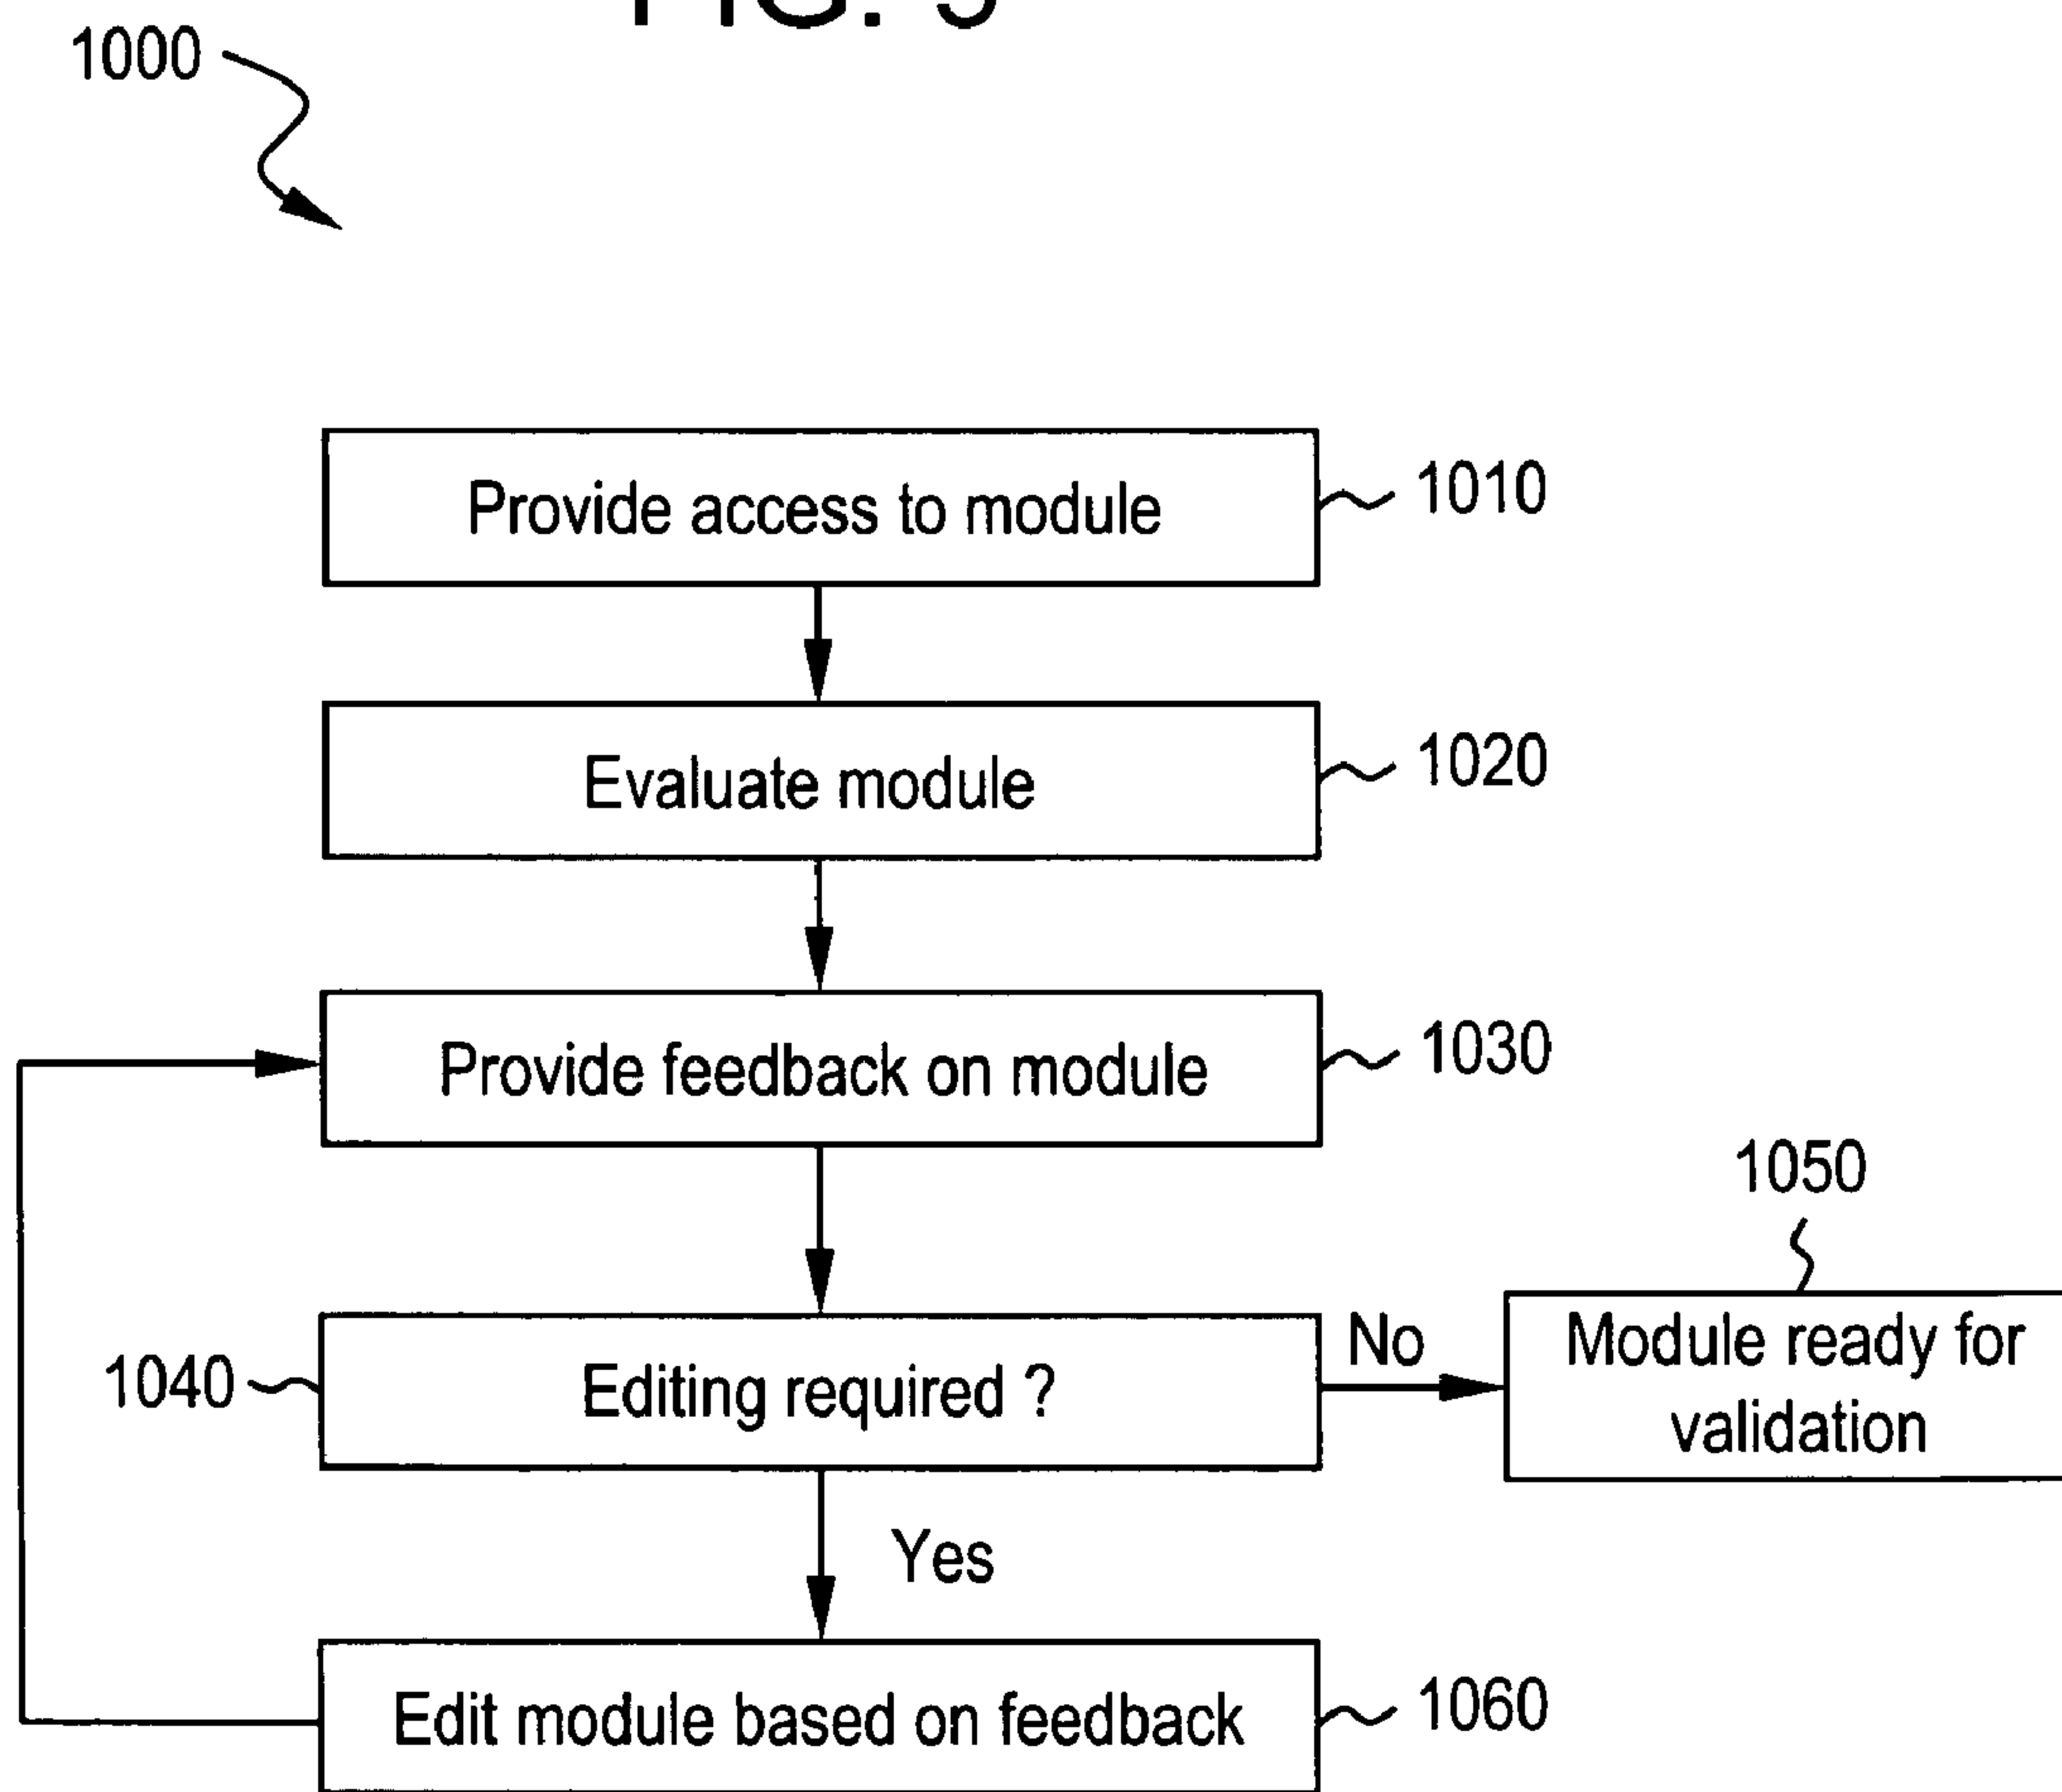 1000
Provide access to module
1010
Evaluate module
1020
Provide feedback on module
1030
1050
1040
Editing required ?
No
Module ready for
validation
Yes
Edit module based on feedback
1060